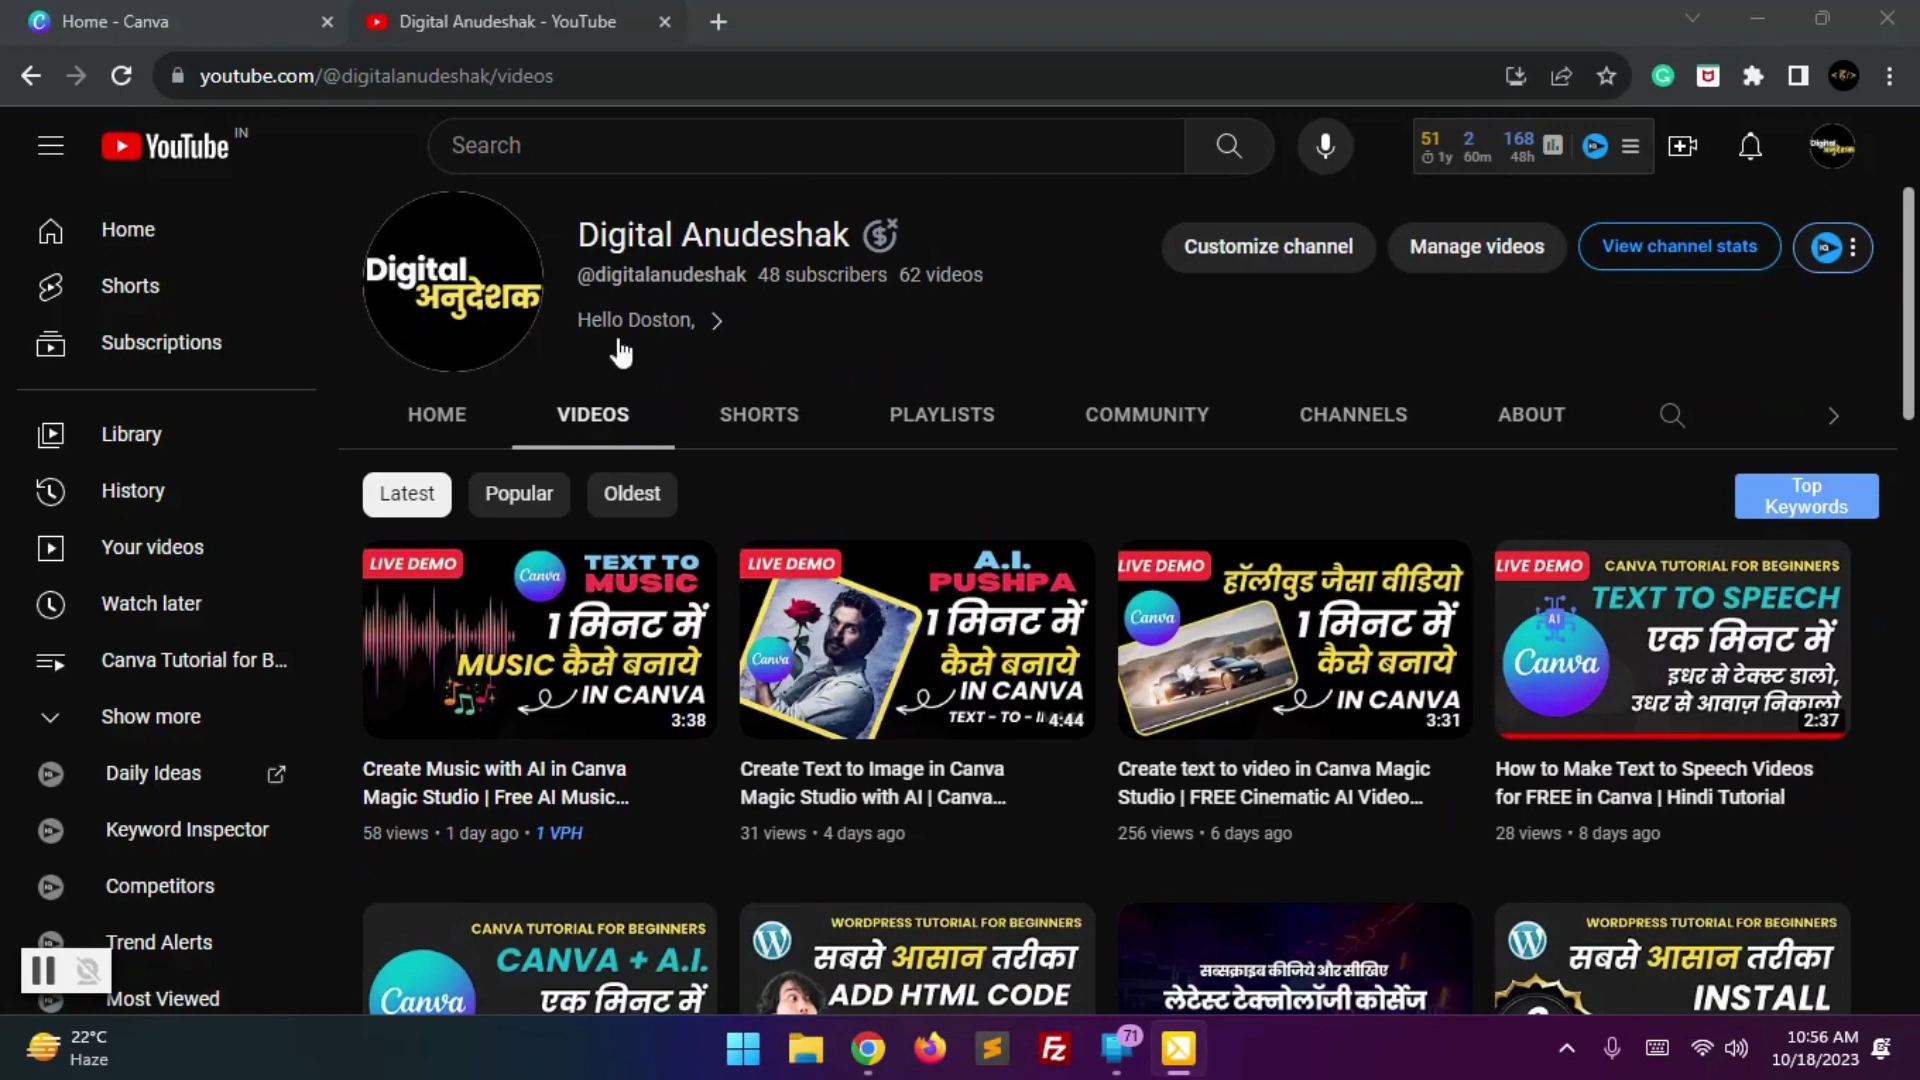 Home - Canva
Digital Anudeshak - YouTube
youtube.com/@digitalanudeshak/videos
YouTube IN
Search
51 2 168
1y 60m 48h
Digital अनुदेशक
Digital
अनुदेशक
Digital Anudeshak
@digitalanudeshak 48 subscribers 62 videos
Hello Doston,
Customize channel
Manage videos
View channel stats
Home
Shorts
Subscriptions
Library
History
Your videos
Watch later
Canva Tutorial for B...
Show more
Daily Ideas
Keyword Inspector
Competitors
Trend Alerts
Most Viewed
HOME
VIDEOS
SHORTS
PLAYLISTS
COMMUNITY
CHANNELS
ABOUT
Latest
Popular
Oldest
Top
Keywords
LIVE DEMO
Canva
TEXT TO
MUSIC
1 मिनट में
MUSIC कैसे बनाये
IN CANVA
3:38
Create Music with AI in Canva
Magic Studio | Free AI Music...
58 views • 1 day ago • 1 VPH
LIVE DEMO
A.I.
PUSHPA
1 मिनट में
Canva
कैसे बनाये
IN CANVA
TEXT - TO - I
4:44
Create Text to Image in Canva
Magic Studio with AI | Canva...
31 views • 4 days ago
LIVE DEMO
हॉलीवुड जैसा वीडियो
Canva
1 मिनट में
कैसे बनाये
IN CANVA
3:31
Create text to video in Canva Magic
Studio | FREE Cinematic AI Video...
256 views • 6 days ago
LIVE DEMO
CANVA TUTORIAL FOR BEGINNERS
TEXT TO SPEECH
AI
एक मिनट में
Canva
इधर से टेक्स्ट डालो,
उधर से आवाज़ निकालो
2:37
How to Make Text to Speech Videos
for FREE in Canva | Hindi Tutorial
28 views • 8 days ago
CANVA TUTORIAL FOR BEGINNERS
CANVA + A.I.
एक मिनट में
Canva
WORDPRESS TUTORIAL FOR BEGINNERS
सबसे आसान तरीका
ADD HTML CODE
सब्सक्राइब कीजिये और सीखिए
लेटेस्ट टेक्नोलॉजी कोर्सेज
WORDPRESS TUTORIAL FOR BEGINNERS
सबसे आसान तरीका
INSTALL
22°C
Haze
71
10:56 AM
10/18/2023